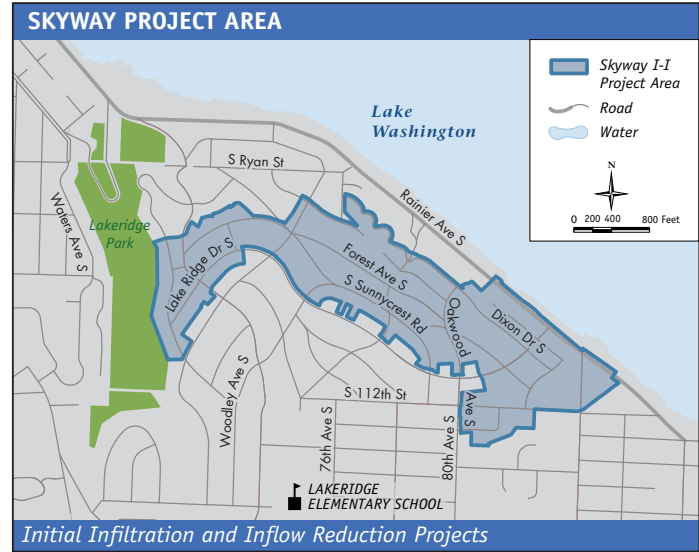 SKYWAY PROJECT AREA
Skyway I-I
Project Area
Road
Water
N
0 200 400 800 Feet
Lake
Washington
S Ryan St
Rainier Ave S
Waters Ave S
Lakeridge
Park
Lake Ridge Dr S
Forest Ave S
S Sunnycrest Rd
Oakwood
Ave S
Dixon Dr S
Woodley Ave S
S 112th St
76th Ave S
80th Ave S
LAKERIDGE
ELEMENTARY SCHOOL
Initial Infiltration and Inflow Reduction Projects